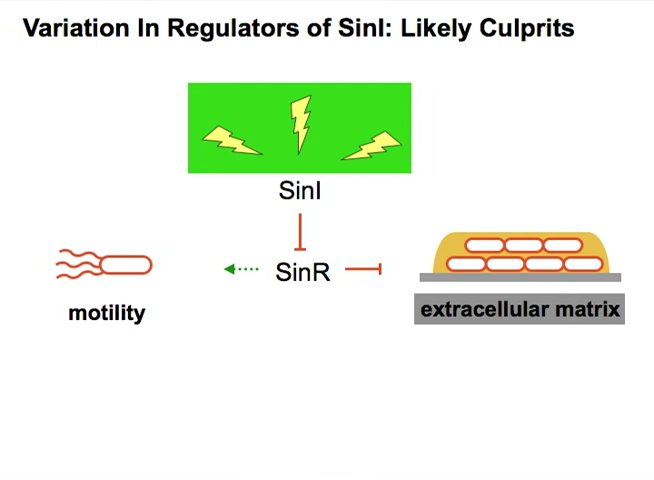 Variation In Regulators of SinI: Likely Culprits
SinI
SinR
motility
extracellular matrix